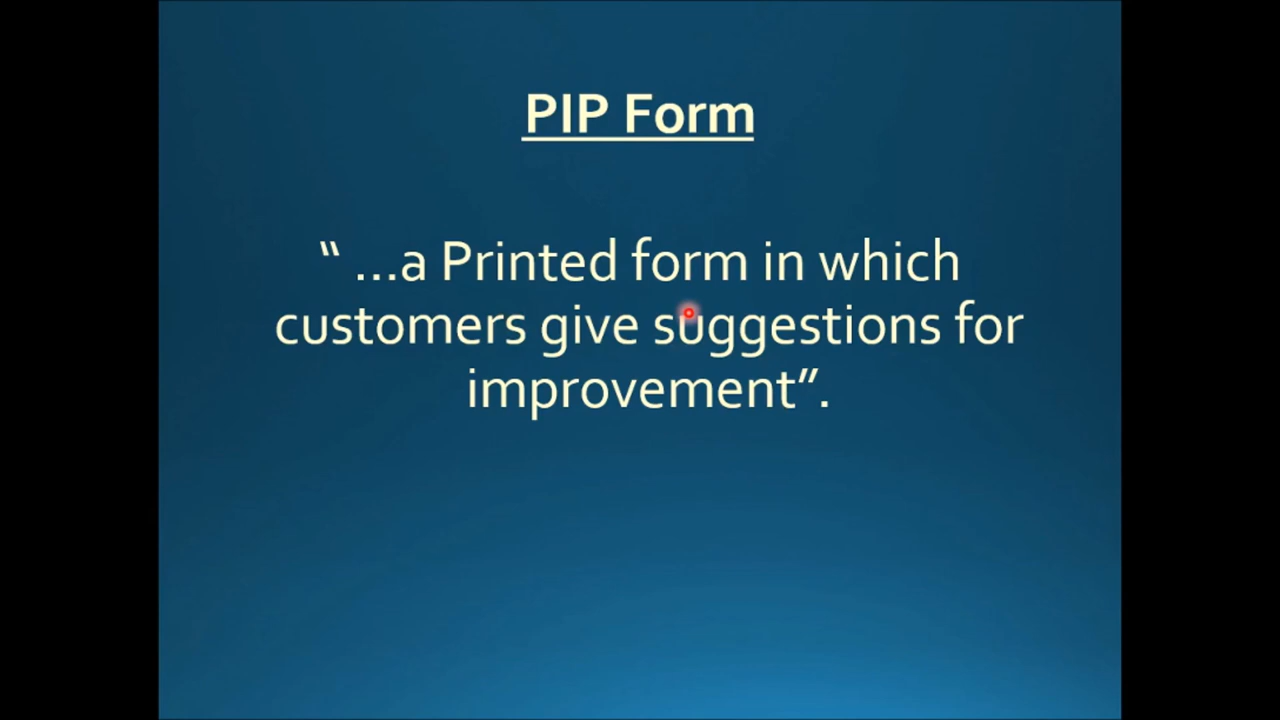 PIP Form
“ ...a Printed form in which
customers give suggestions for
improvement”.